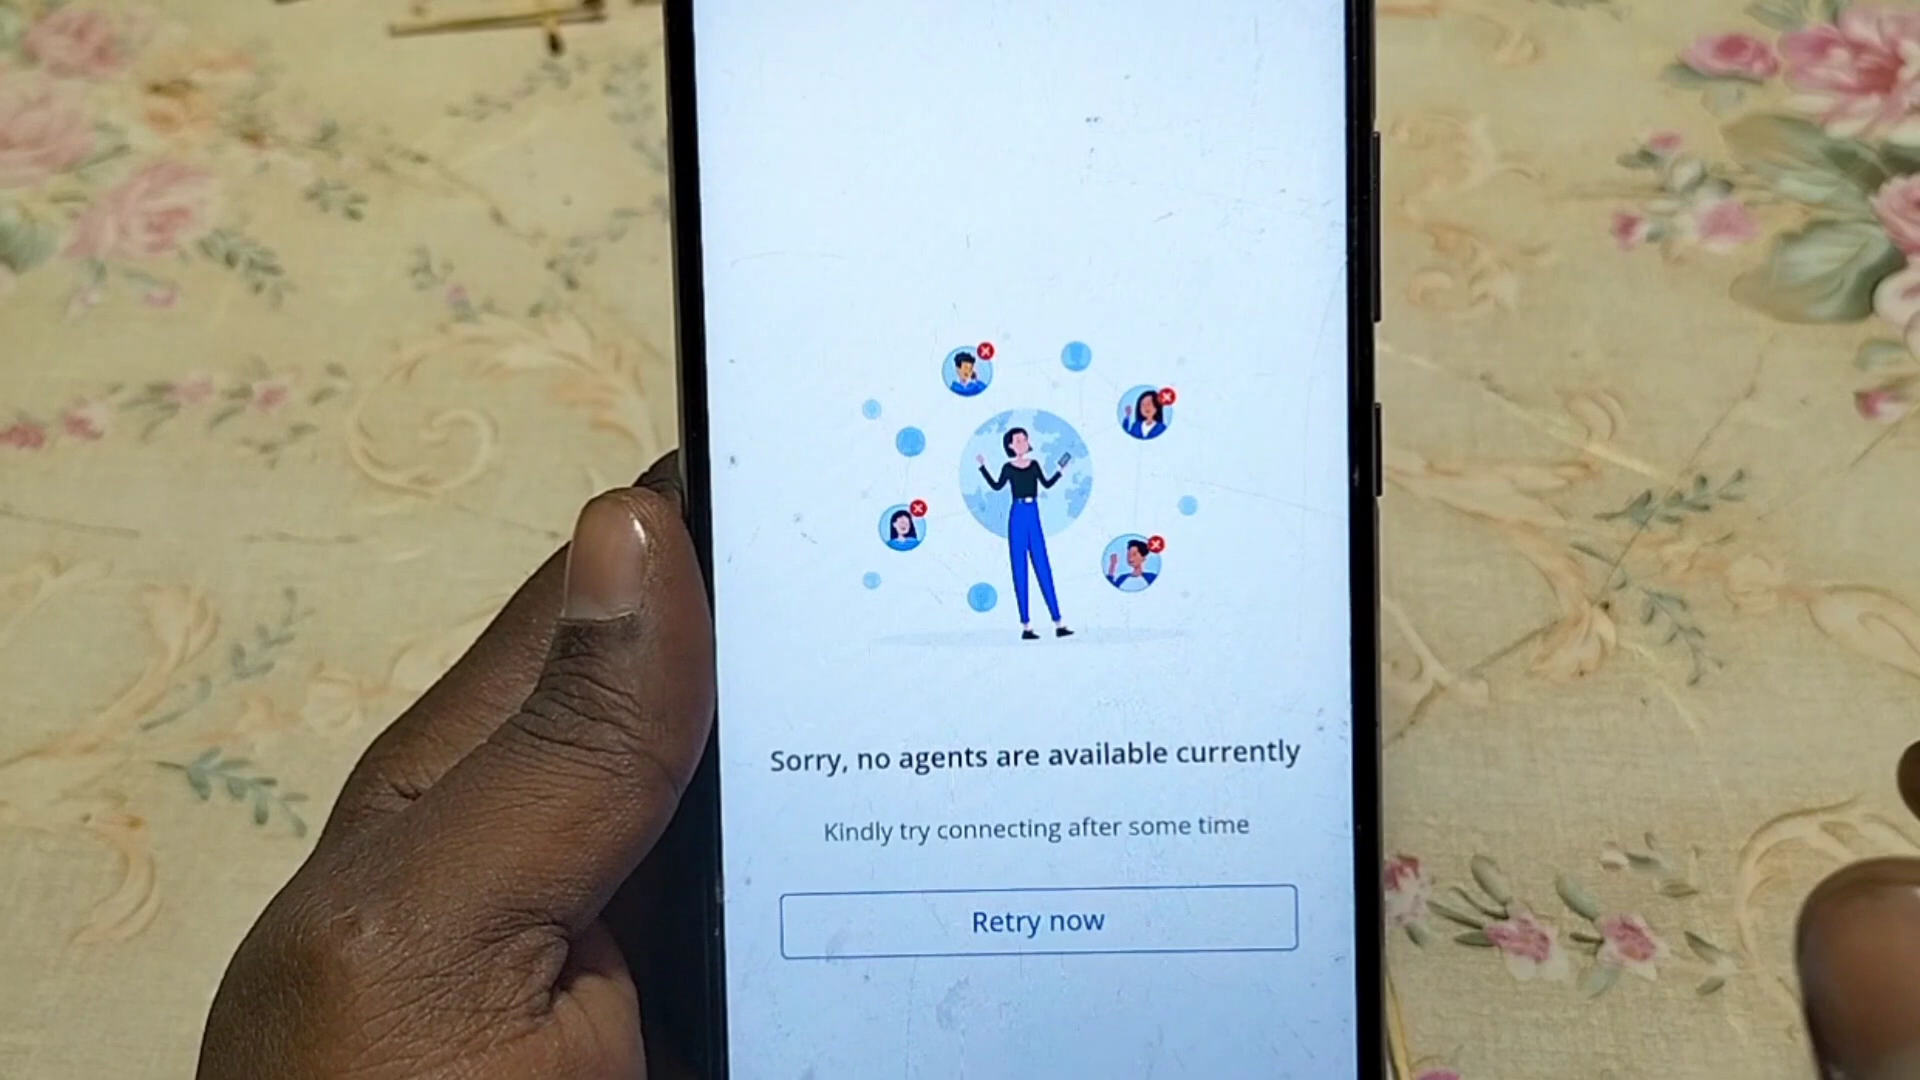 Sorry, no agents are available currently
Kindly try connecting after some time
Retry now